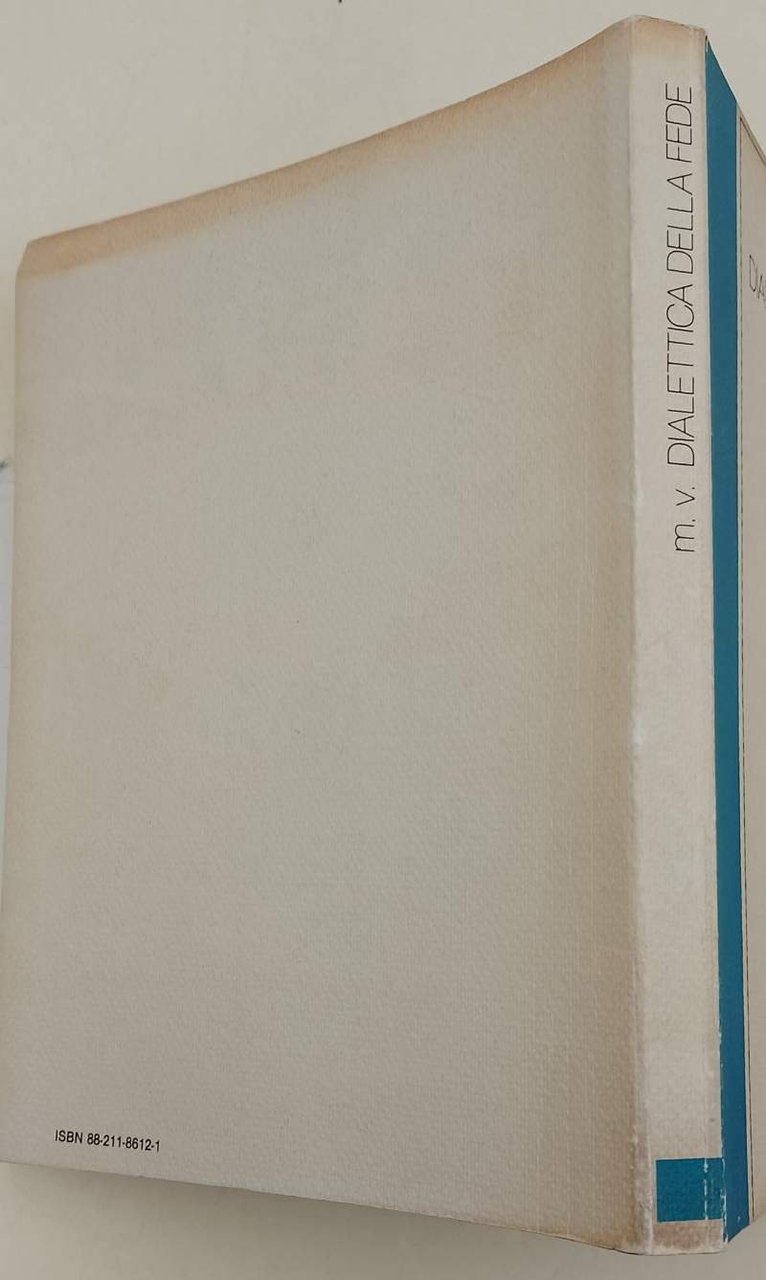 m. v. DIALETTICA DELLA FEDE
ISBN 88-211-8612-1